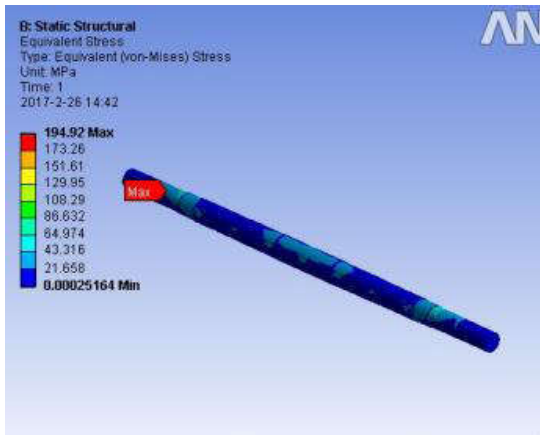 B: Static Structural
Equivalent Stress
Type: Equivalent (von-Mises) Stress
Unit: MPa
Time: 1
2017-2-26 14:42
194.92 Max
173.26
151.61
129.95
108.29
86.632
64.974
43.316
21.658
0.00025164 Min
Max
AN